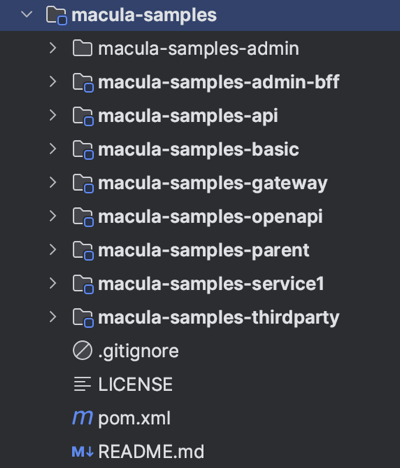 macula-samples
macula-samples-admin
macula-samples-admin-bff
macula-samples-api
macula-samples-basic
macula-samples-gateway
macula-samples-openapi
macula-samples-parent
macula-samples-service1
macula-samples-thirdparty
.gitignore
LICENSE
m pom.xml
M↓ README.md